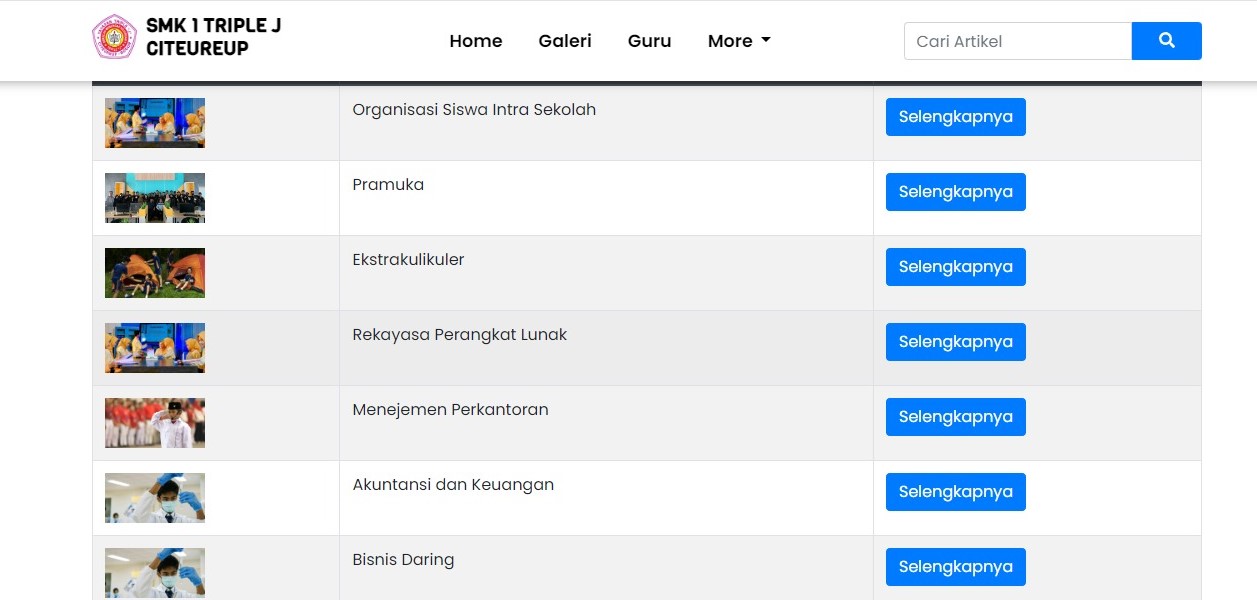 SMK 1 TRIPLE J
CITEUREUP
Home
Galeri
Guru
More
Cari Artikel
Organisasi Siswa Intra Sekolah
Selengkapnya
Pramuka
Selengkapnya
Ekstrakulikuler
Selengkapnya
Rekayasa Perangkat Lunak
Selengkapnya
Menejemen Perkantoran
Selengkapnya
Akuntansi dan Keuangan
Selengkapnya
Bisnis Daring
Selengkapnya